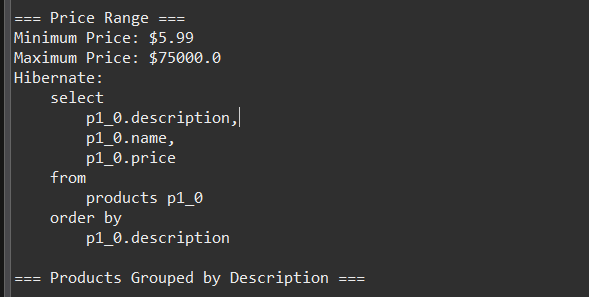 === Price Range ===
Minimum Price: $5.99
Maximum Price: $75000.0
Hibernate:
    select
        p1_0.description,
        p1_0.name,
        p1_0.price
    from
        products p1_0
    order by
        p1_0.description

=== Products Grouped by Description ===